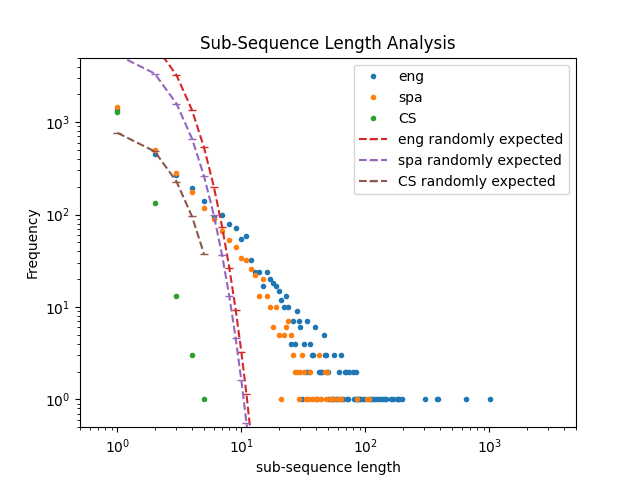 Sub-Sequence Length Analysis
eng
spa
CS
eng randomly expected
spa randomly expected
CS randomly expected
Frequency
10³
10²
10¹
10⁰
10⁰ 10¹ 10² 10³
sub-sequence length